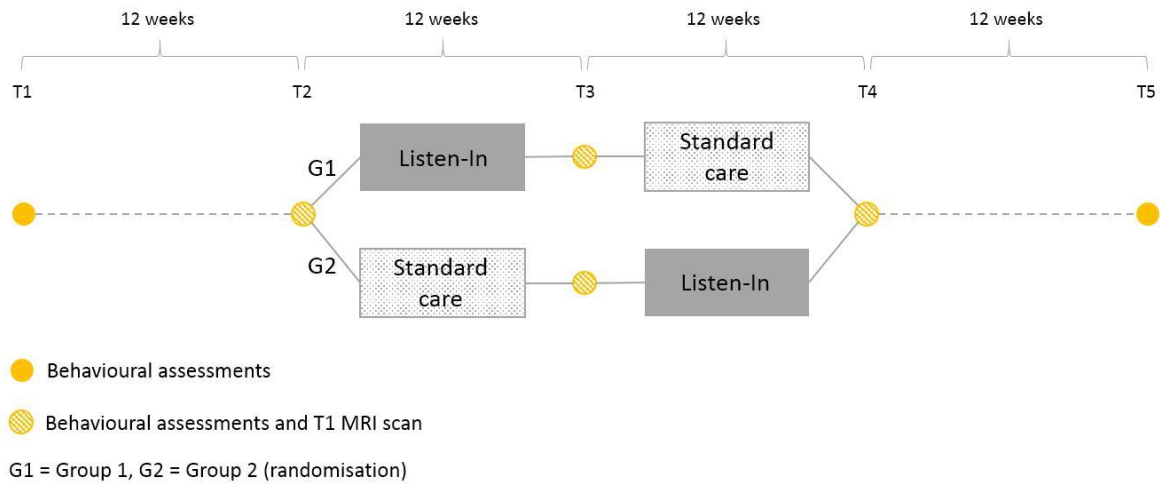 12 weeks 12 weeks 12 weeks 12 weeks
T1 T2 T3 T4 T5
G1 Listen-In Standard
care
G2 Standard
care Listen-In
Behavioural assessments
Behavioural assessments and T1 MRI scan
G1 = Group 1, G2 = Group 2 (randomisation)